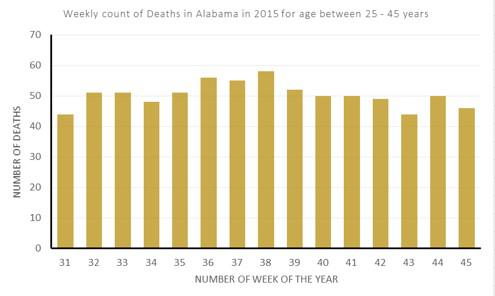 Weekly count of Deaths in Alabama in 2015 for age between 25 - 45 years
70
60
50
40
30
20
10
0
NUMBER OF DEATHS
31 32 33 34 35 36 37 38 39 40 41 42 43 44 45
NUMBER OF WEEK OF THE YEAR